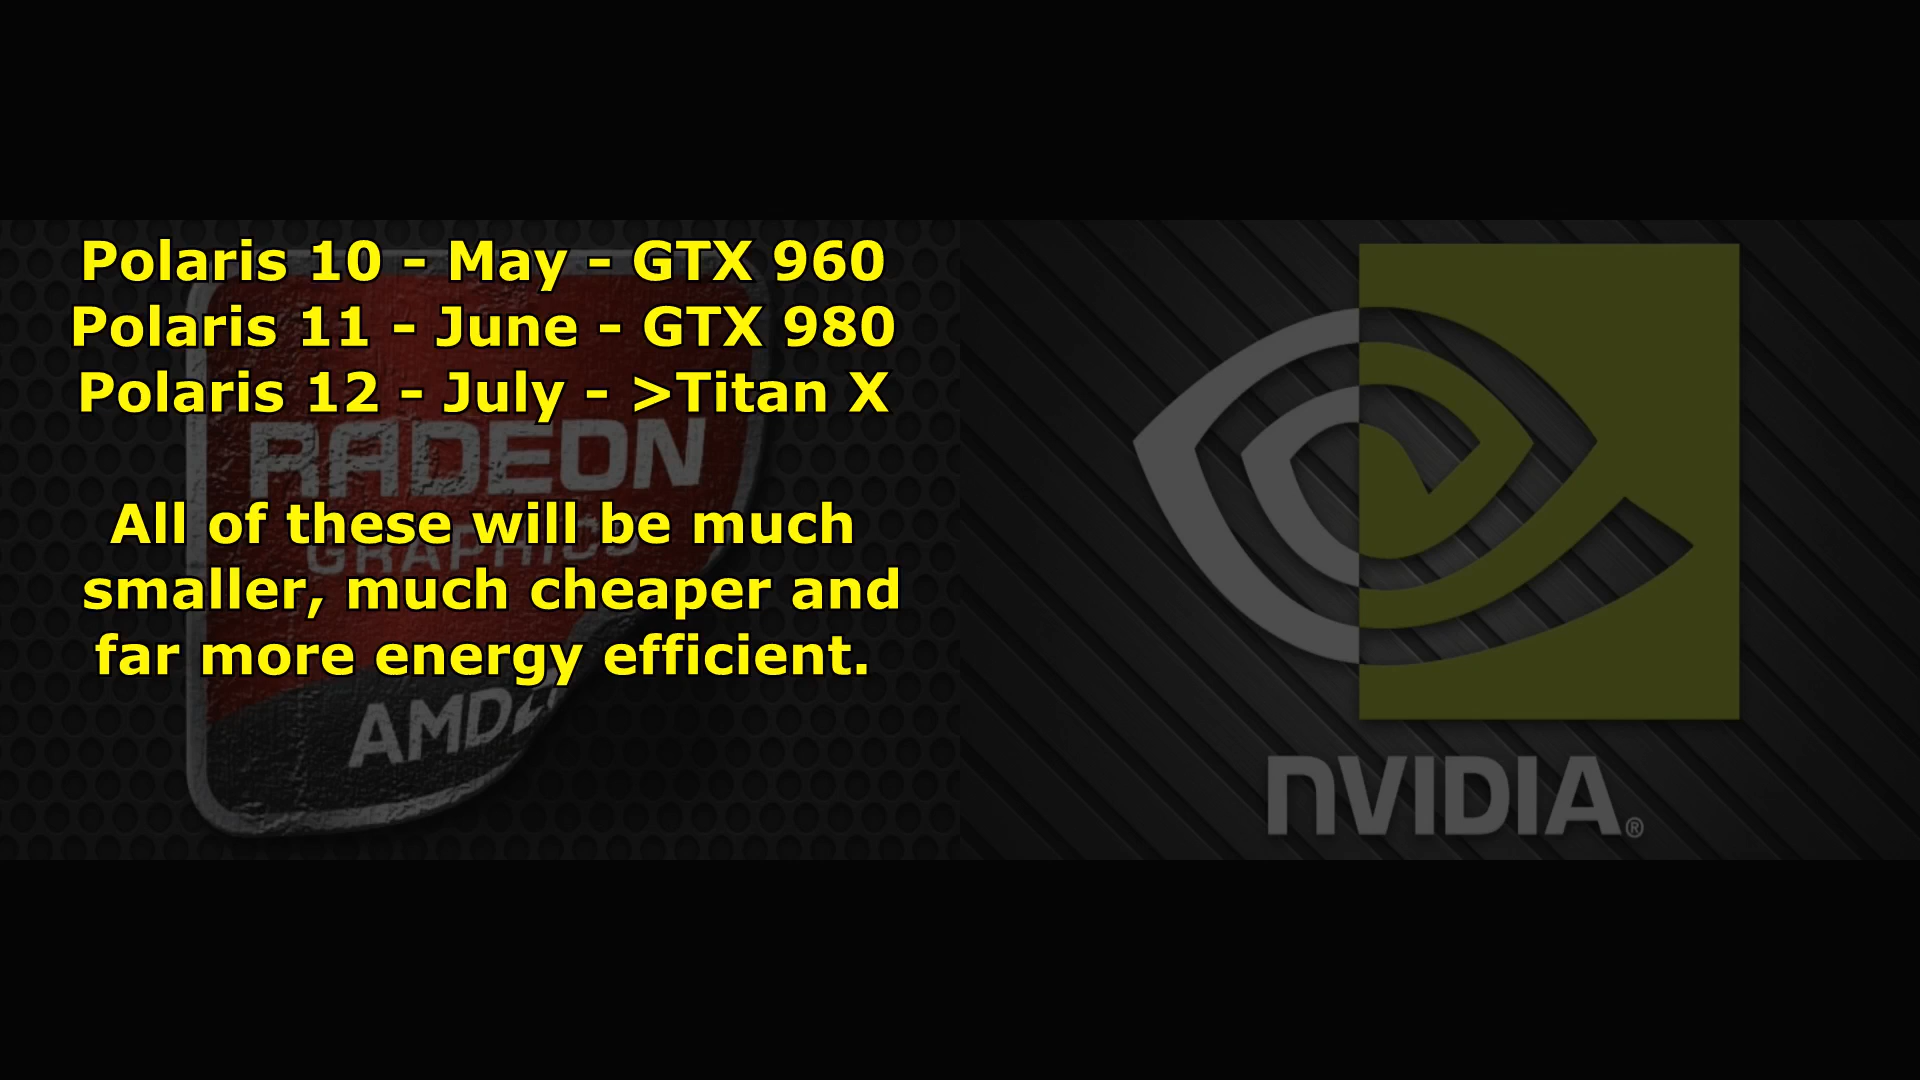 Polaris 10 - May - GTX 960
Polaris 11 - June - GTX 980
Polaris 12 - July - >Titan X
RADEON
All of these will be much
GRAPHICS
smaller, much cheaper and
far more energy efficient.
AMD
NVIDIA®